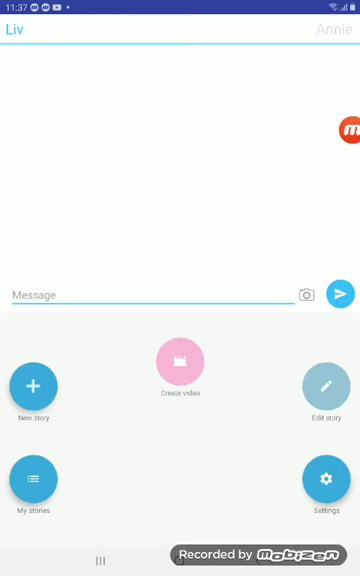 11:37
Liv
Annie
Message
Create video
New story
Edit story
My stories
Settings
Recorded by mobizen